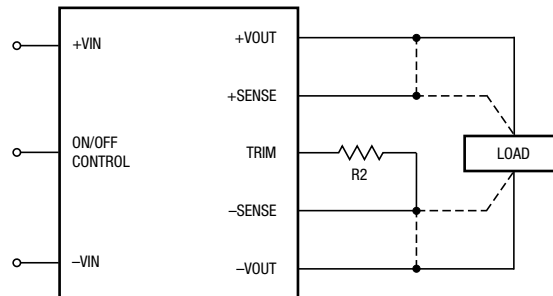 +VIN
ON/OFF
CONTROL
–VIN
+VOUT
+SENSE
TRIM
–SENSE
–VOUT
R2
LOAD